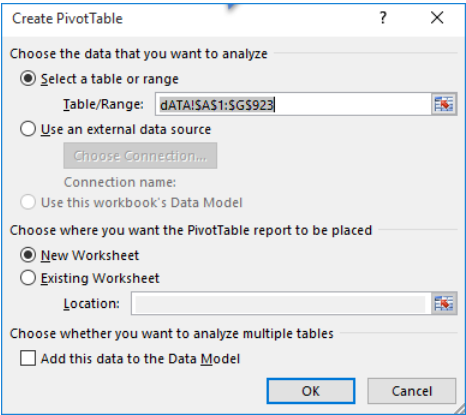 Create PivotTable ? X
Choose the data that you want to analyze
Select a table or range
Table/Range: dATA!$A$1:$G$923
Use an external data source
Choose Connection...
Connection name:
Use this workbook's Data Model
Choose where you want the PivotTable report to be placed
New Worksheet
Existing Worksheet
Location:
Choose whether you want to analyze multiple tables
Add this data to the Data Model
OK Cancel